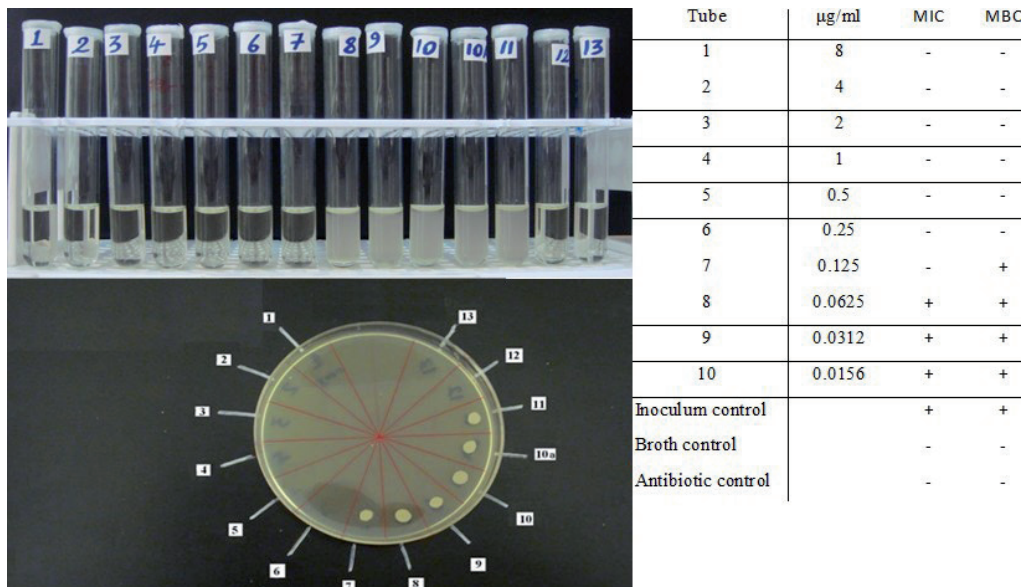 1 2 3 4 5 6 7 8 9 10 11 12 13
1
13
2
12
3
11
4
10a
5
10
6
9
7
8
Tube µg/ml MIC MBC
1 8 - -
2 4 - -
3 2 - -
4 1 - -
5 0.5 - -
6 0.25 - -
7 0.125 - +
8 0.0625 + +
9 0.0312 + +
10 0.0156 + +
Inoculum control + +
Broth control - -
Antibiotic control - -